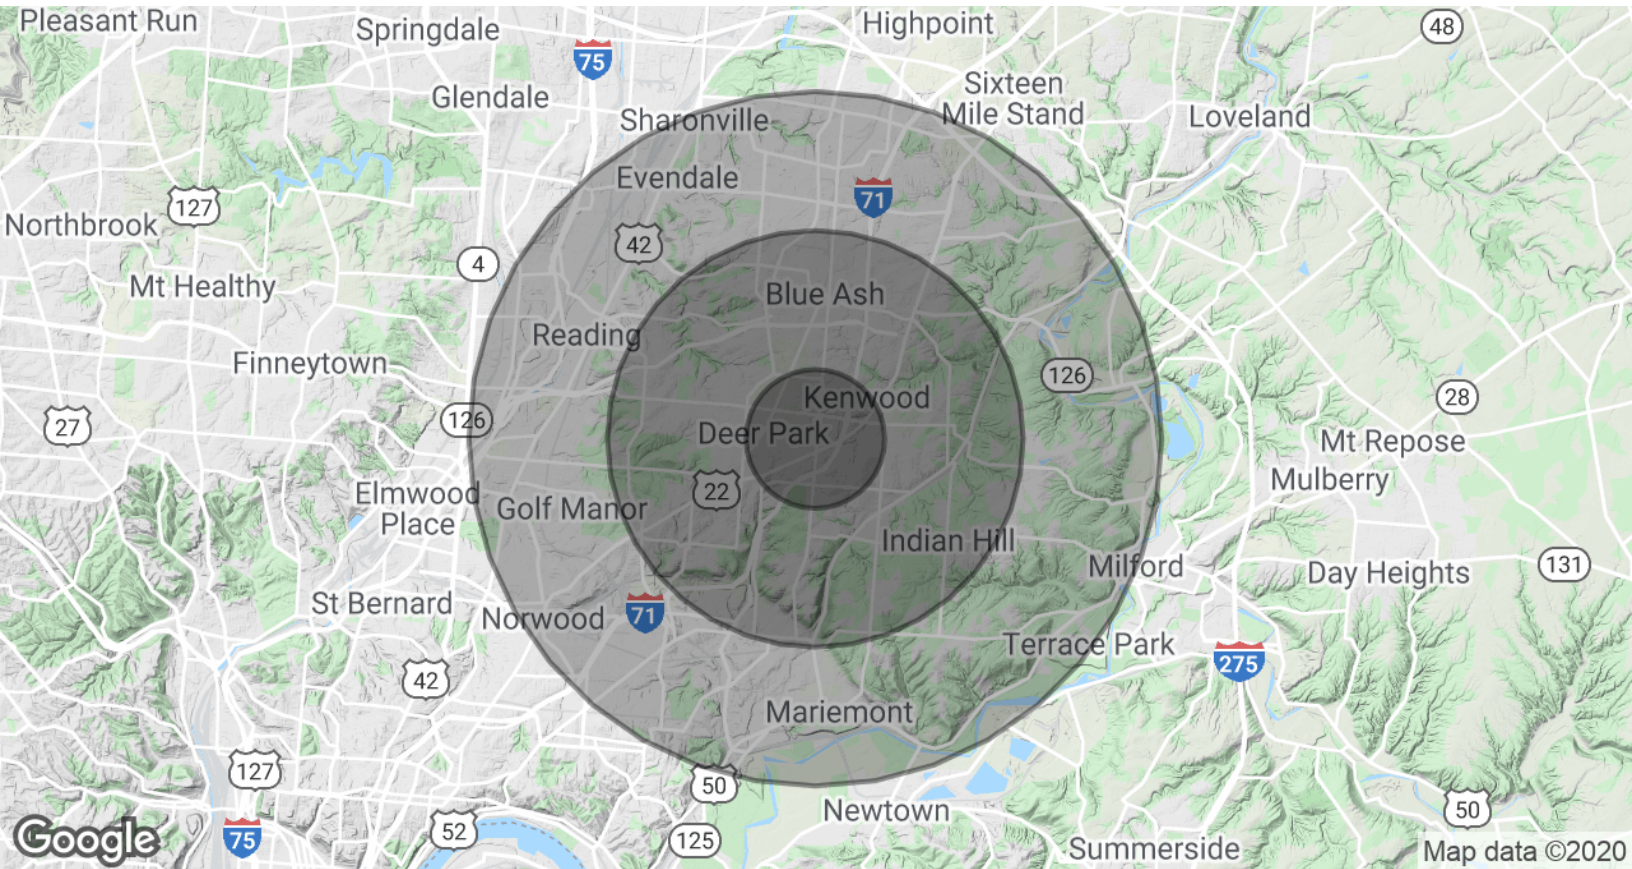 Pleasant Run
Springdale
Highpoint
48
75
Sixteen
Mile Stand
Glendale
Loveland
Sharonville
Evendale
71
127
Northbrook
42
4
Mt Healthy
Blue Ash
Reading
Finneytown
126
Kenwood
28
126
27
Deer Park
Mt Repose
Mulberry
22
Elmwood
Place
Golf Manor
Indian Hill
Milford
131
Day Heights
St Bernard
Norwood
71
Terrace Park
275
42
Mariemont
127
50
Newtown
50
52
75
125
Google
Summerside
Map data ©2020